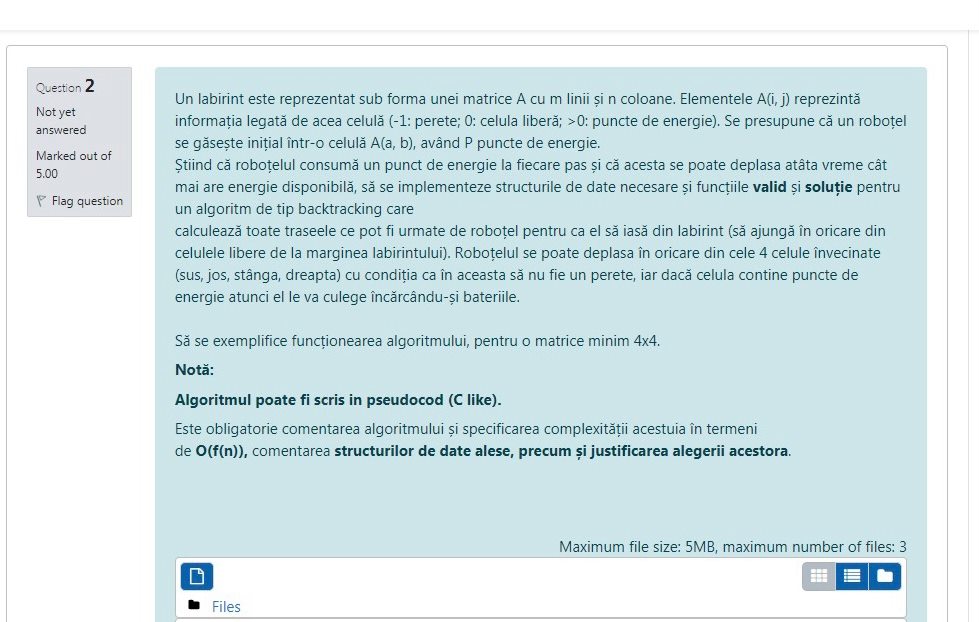 Question 2
Not yet
answered
Marked out of
5.00
Flag question
Un labirint este reprezentat sub forma unei matrice A cu m linii și n coloane. Elementele A(i, j) reprezintă
informația legată de acea celulă (-1: perete; 0: celula liberă; >0: puncte de energie). Se presupune că un roboțel
se găsește inițial într-o celulă A(a, b), având P puncte de energie.
Știind că roboțelul consumă un punct de energie la fiecare pas și că acesta se poate deplasa atâta vreme cât
mai are energie disponibilă, să se implementeze structurile de date necesare și funcțiile valid și soluție pentru
un algoritm de tip backtracking care
calculează toate traseele ce pot fi urmate de roboțel pentru ca el să iasă din labirint (să ajungă în oricare din
celulele libere de la marginea labirintului). Roboțelul se poate deplasa în oricare din cele 4 celule învecinate
(sus, jos, stânga, dreapta) cu condiția ca în aceasta să nu fie un perete, iar dacă celula contine puncte de
energie atunci el le va culege încărcându-și bateriile.
Să se exemplifice funcționearea algoritmului, pentru o matrice minim 4x4.
Notă:
Algoritmul poate fi scris in pseudocod (C like).
Este obligatorie comentarea algoritmului și specificarea complexității acestuia în termeni
de O(f(n)), comentarea structurilor de date alese, precum și justificarea alegerii acestora.
Maximum file size: 5MB, maximum number of files: 3
Files